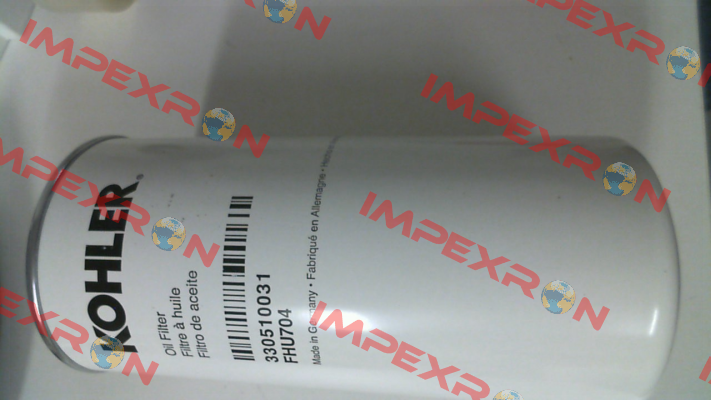 KOHLER®
Oil Filter
Filtre à huile
Filtro de aceite
330510031
FHU704
Made in Germany • Fabriqué en Allemagne •
IMPEXRON
IMPEXRON
IMPEXRON
IMPEXRON
IMPEXRON
IMPEXRON
IMPEXRON